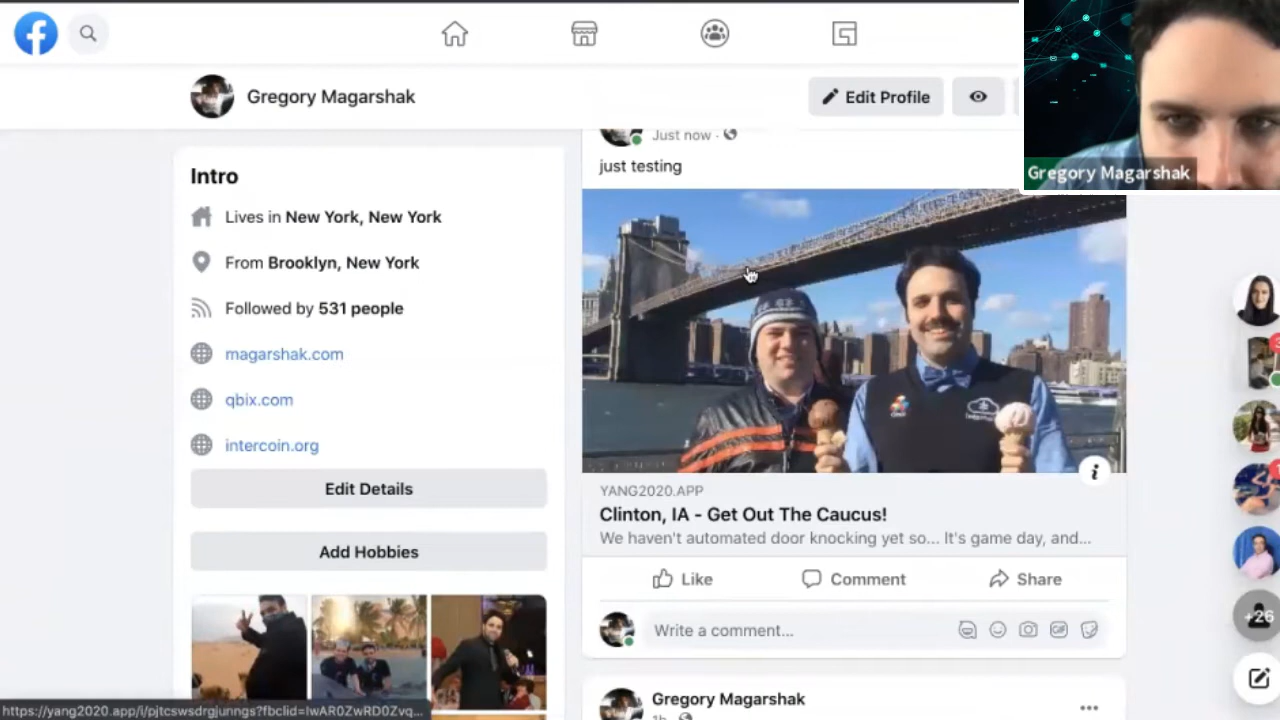 Gregory Magarshak
Edit Profile
Gregory Magarshak
Intro
Lives in New York, New York
From Brooklyn, New York
Followed by 531 people
magarshak.com
qbix.com
intercoin.org
Edit Details
Add Hobbies
Just now ·
just testing
YANG2020.APP
Clinton, IA - Get Out The Caucus!
We haven't automated door knocking yet so... It's game day, and...
Like
Comment
Share
Write a comment...
Gregory Magarshak
1h ·
+26